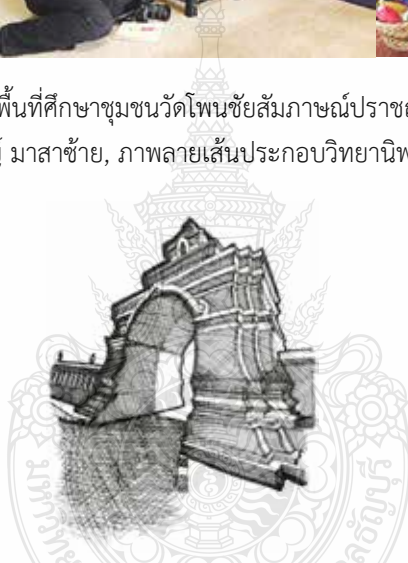 พื้นที่ศึกษาชุมชนวัดโพนชัยสัมภาษณ์ปราช
มาสาซ้าย, ภาพลายเส้นประกอบวิทยานิพ